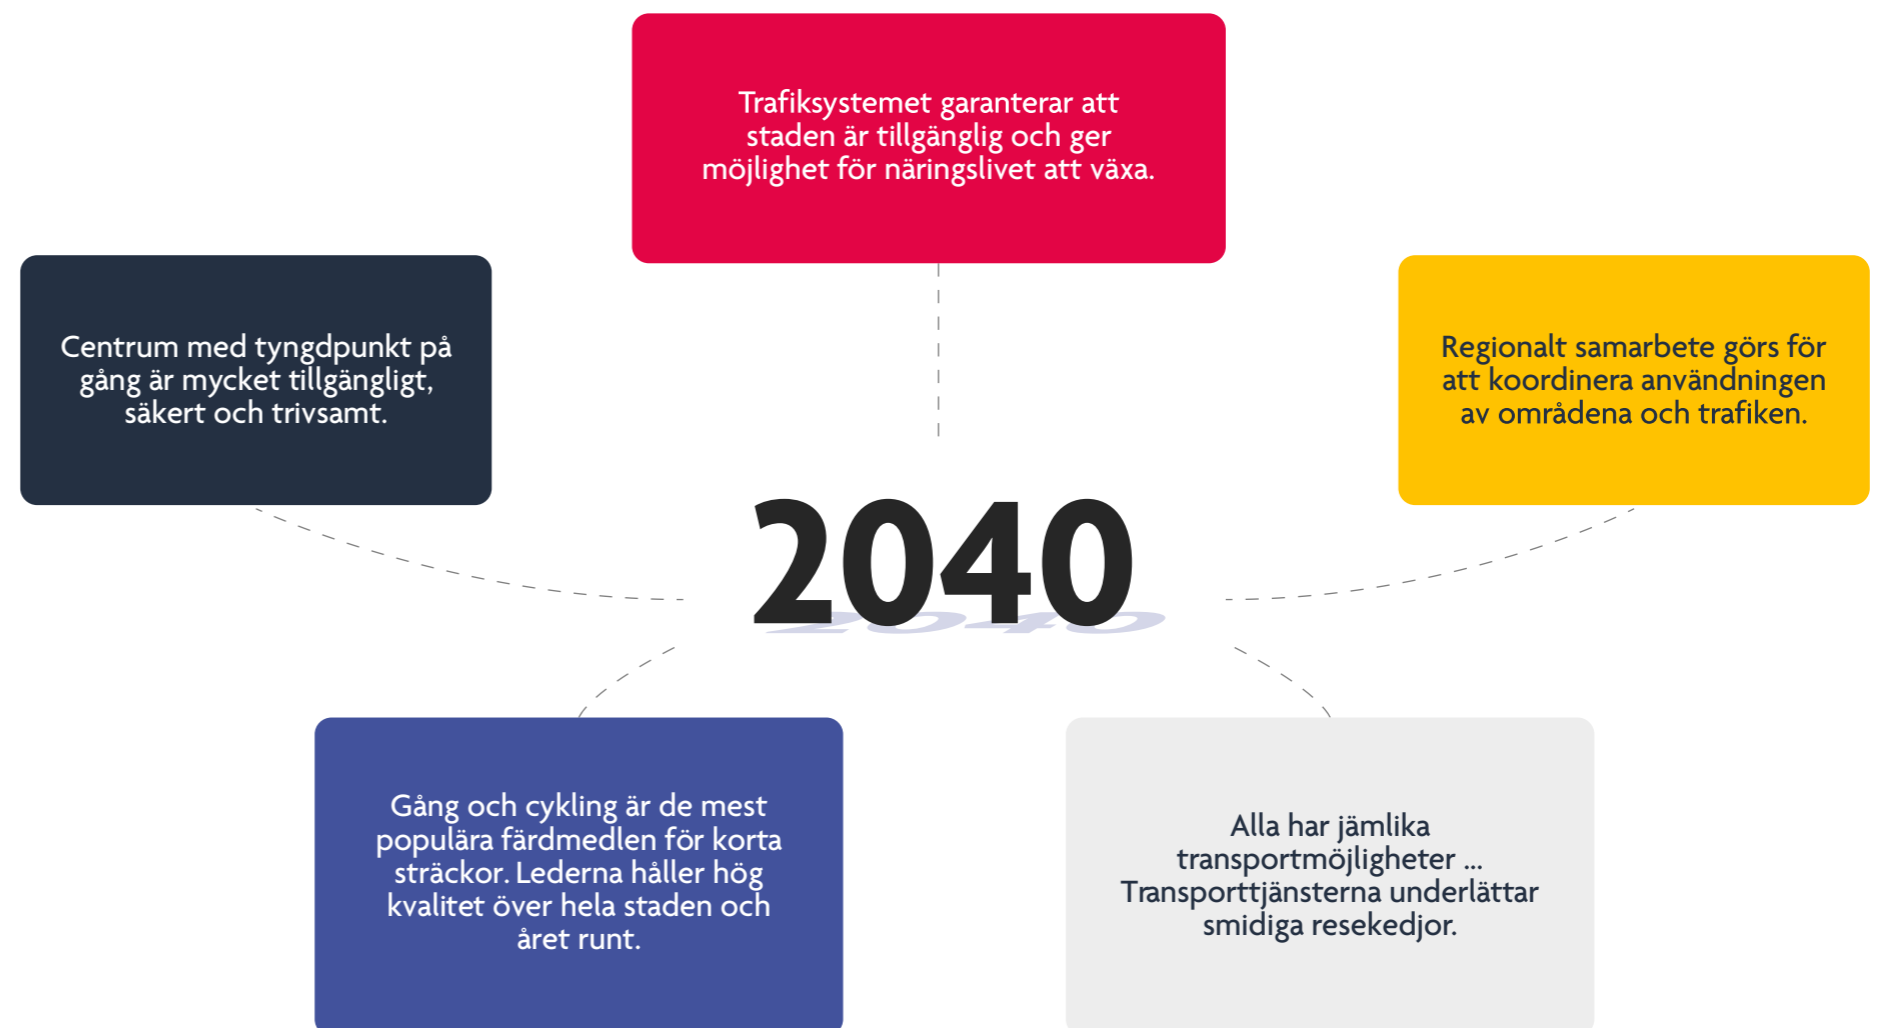 Trafiksystemet garanterar att
staden är tillgänglig och ger
möjlighet för näringslivet att växa.
Centrum med tyngdpunkt på
gång är mycket tillgängligt,
säkert och trivsamt.
Regionalt samarbete görs för
att koordinera användningen
av områdena och trafiken.
2040
Gång och cykling är de mest
populära färdmedlen för korta
sträckor. Lederna håller hög
kvalitet över hela staden och
året runt.
Alla har jämlika
transportmöjligheter ...
Transporttjänsterna underlättar
smidiga resekedjor.